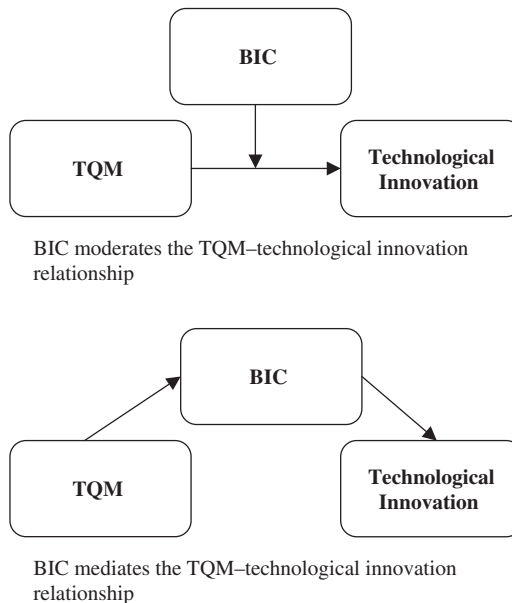 BIC
TQM
Technological
Innovation
BIC moderates the TQM–technological innovation
relationship
BIC
TQM
Technological
Innovation
BIC mediates the TQM–technological innovation
relationship